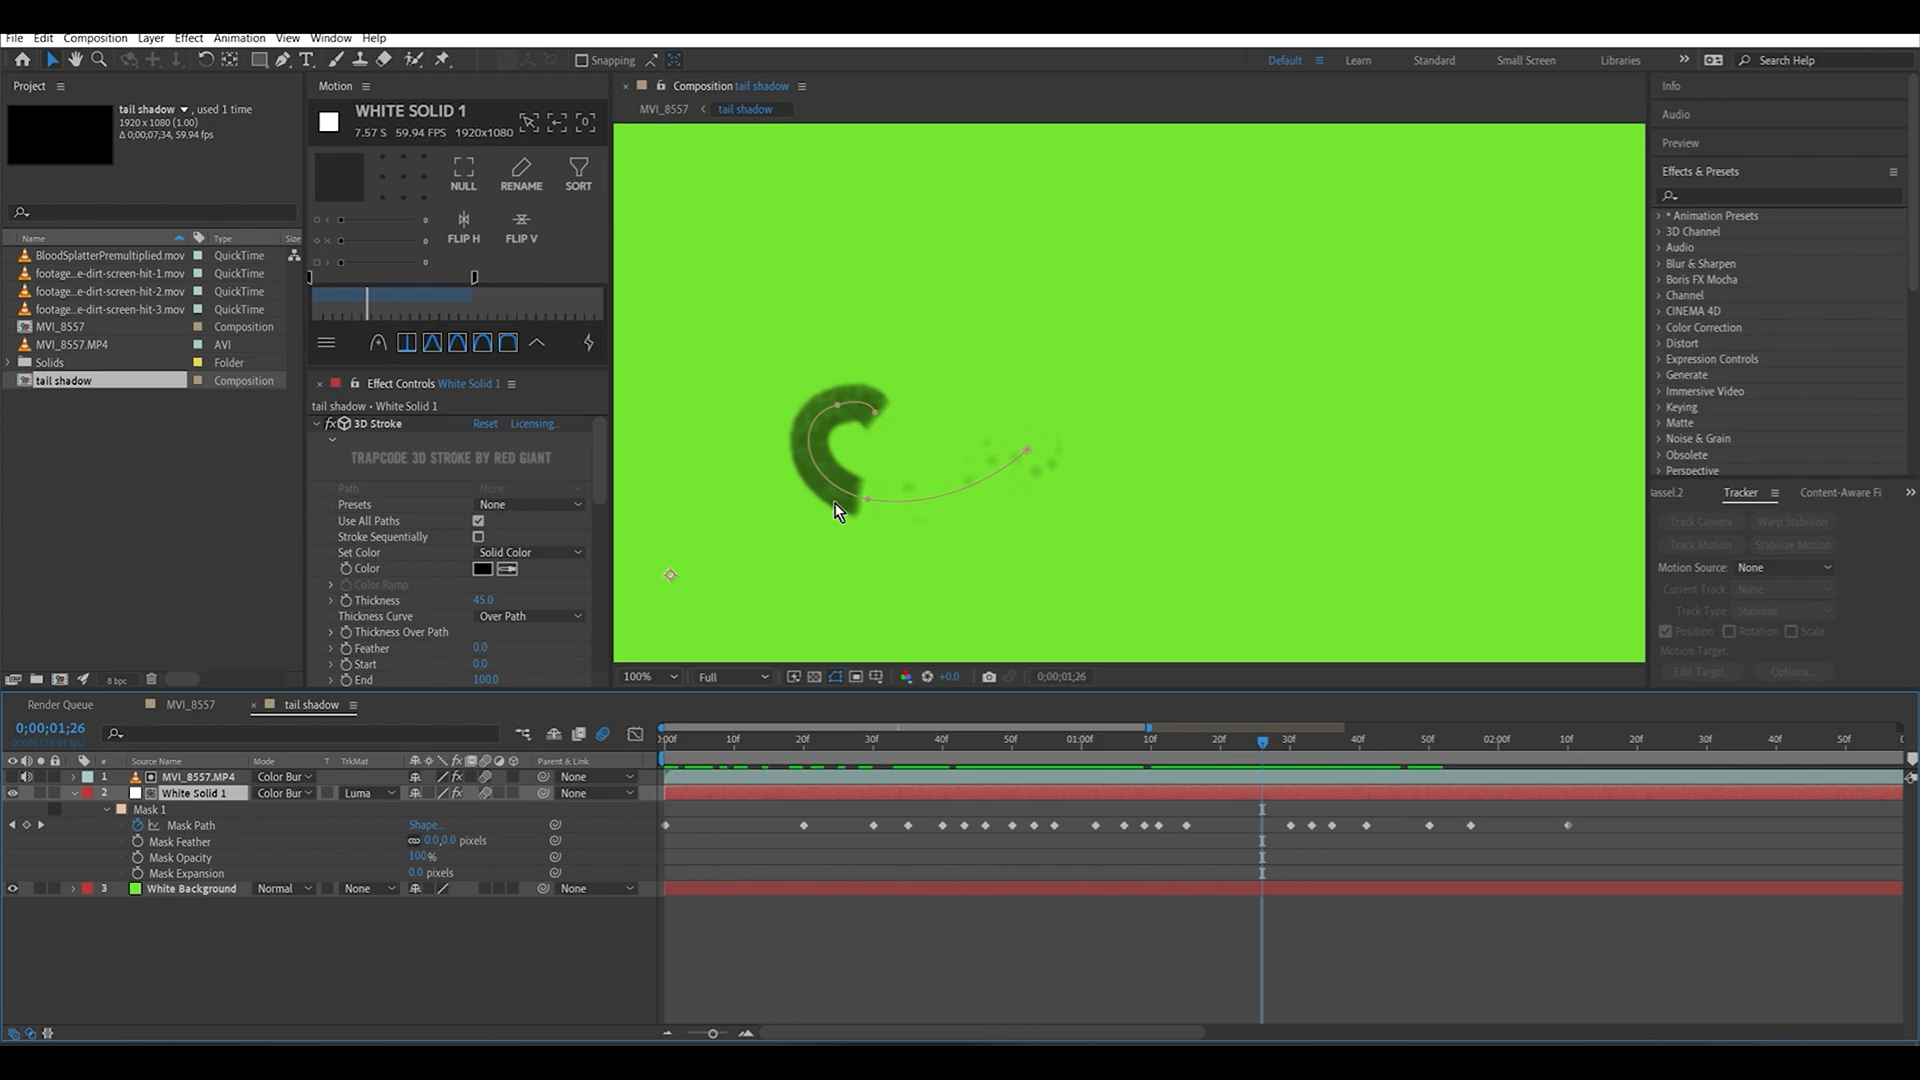 File Edit Composition Layer Effect Animation View Window Help
Snapping
Default Learn Standard Small Screen Libraries Search Help
Project
tail shadow , used 1 time
1920 x 1080 (1.00)
Δ 0;00;07;34, 59.94 fps
Name Type Size
BloodSplatterPremultiplied.mov QuickTime
footage...e-dirt-screen-hit-1.mov QuickTime
footage...e-dirt-screen-hit-2.mov QuickTime
footage...e-dirt-screen-hit-3.mov QuickTime
MVI_8557 Composition
MVI_8557.MP4 AVI
Solids Folder
tail shadow Composition
8 bpc
Motion
WHITE SOLID 1
7.57 S 59.94 FPS 1920x1080
NULL RENAME SORT
0
FLIP H FLIP V
0
0
Effect Controls White Solid 1
tail shadow • White Solid 1
fx 3D Stroke Reset Licensing...
TRAPCODE 3D STROKE BY RED GIANT
Path None
Presets None
Use All Paths
Stroke Sequentially
Set Color Solid Color
Color
Color Ramp
Thickness 45.0
Thickness Curve Over Path
Thickness Over Path
Feather 0.0
Start 0.0
End 100.0
Composition tail shadow
MVI_8557 tail shadow
100% Full +0.0 0;00;01;26
Info
Audio
Preview
Effects & Presets
* Animation Presets
3D Channel
Audio
Blur & Sharpen
Boris FX Mocha
Channel
CINEMA 4D
Color Correction
Distort
Expression Controls
Generate
Immersive Video
Keying
Matte
Noise & Grain
Obsolete
Perspective
assel.2 Tracker Content-Aware Fi
Track Camera Warp Stabilizer
Track Motion Stabilize Motion
Motion Source: None
Current Track: None
Track Type: Stabilize
Position Rotation Scale
Motion Target:
Edit Target... Options...
Render Queue MVI_8557 tail shadow
0;00;01;26
# Source Name Mode T TrkMat Parent & Link
1 MVI_8557.MP4 Color Bur None
2 White Solid 1 Color Bur Luma None
Mask 1
Mask Path Shape...
Mask Feather 0.0,0.0 pixels
Mask Opacity 100%
Mask Expansion 0.0 pixels
3 White Background Normal None None
):00f 10f 20f 30f 40f 50f 01:00f 10f 20f 30f 40f 50f 02:00f 10f 20f 30f 40f 50f